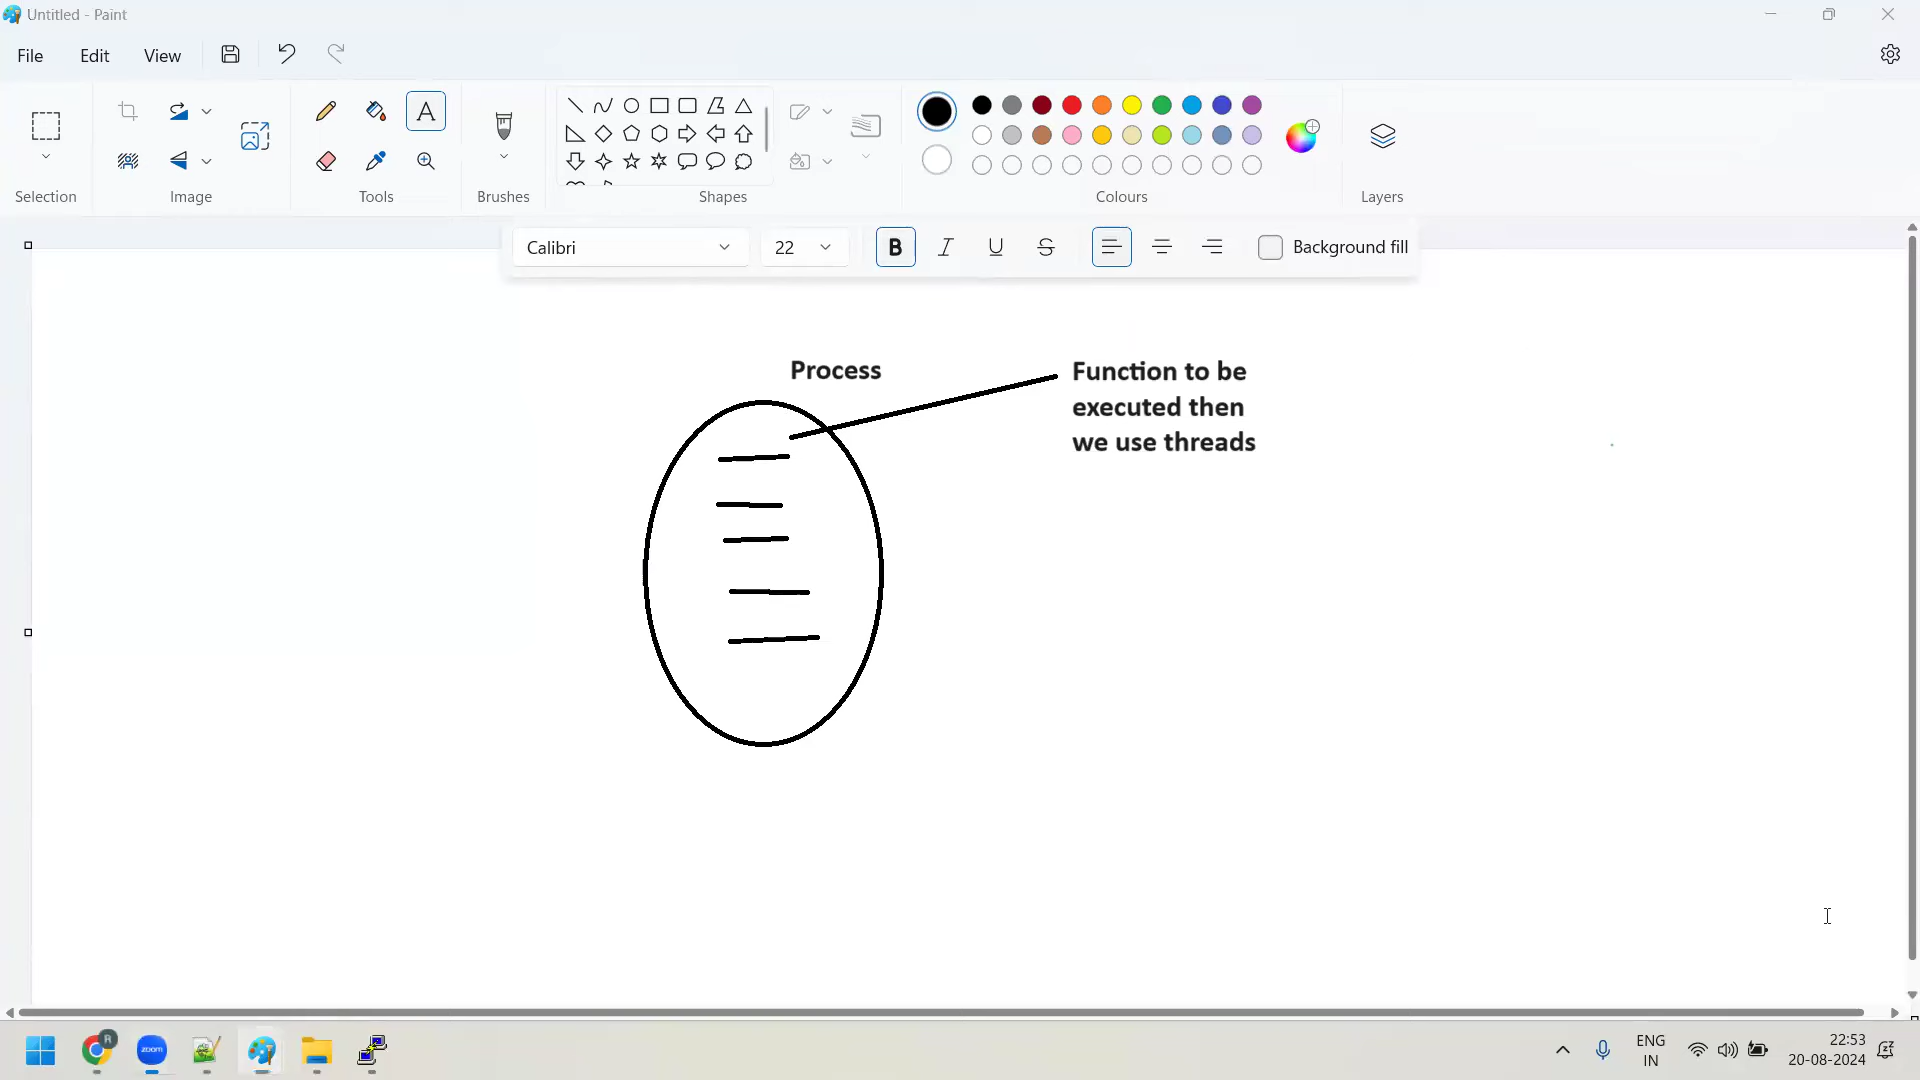 Untitled - Paint
File Edit View
Selection Image Tools Brushes Shapes Colours Layers
Calibri 22 B I U S Background fill
Process
Function to be
executed then
we use threads
R
zoom
ENG
IN
22:53
20-08-2024